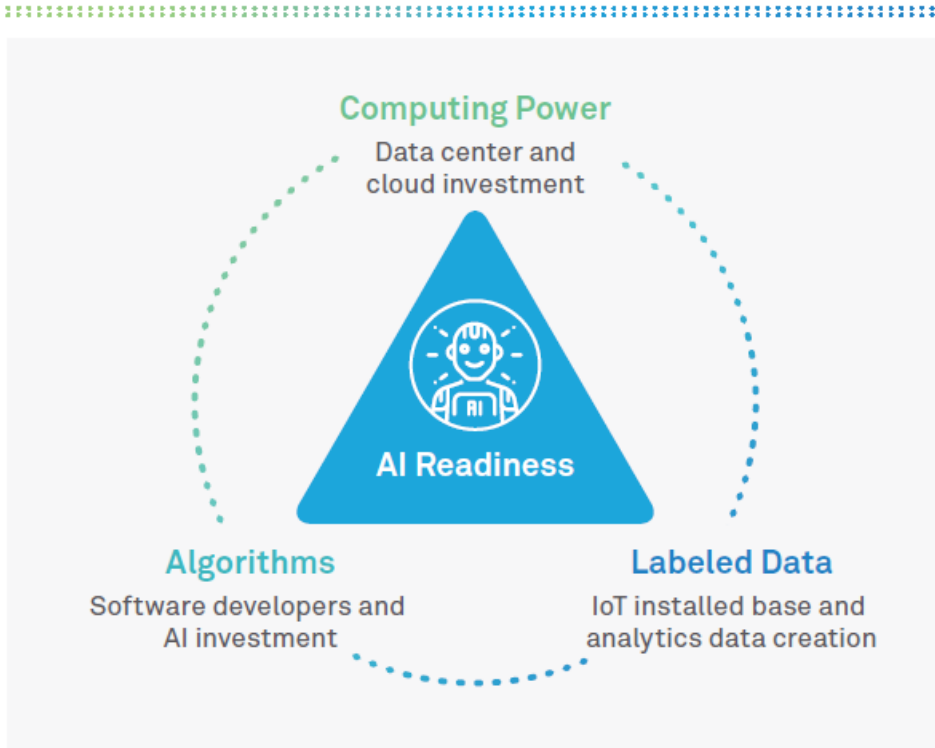 Computing Power
Data center and
cloud investment
AI
AI Readiness
Algorithms
Software developers and
AI investment
Labeled Data
IoT installed base and
analytics data creation